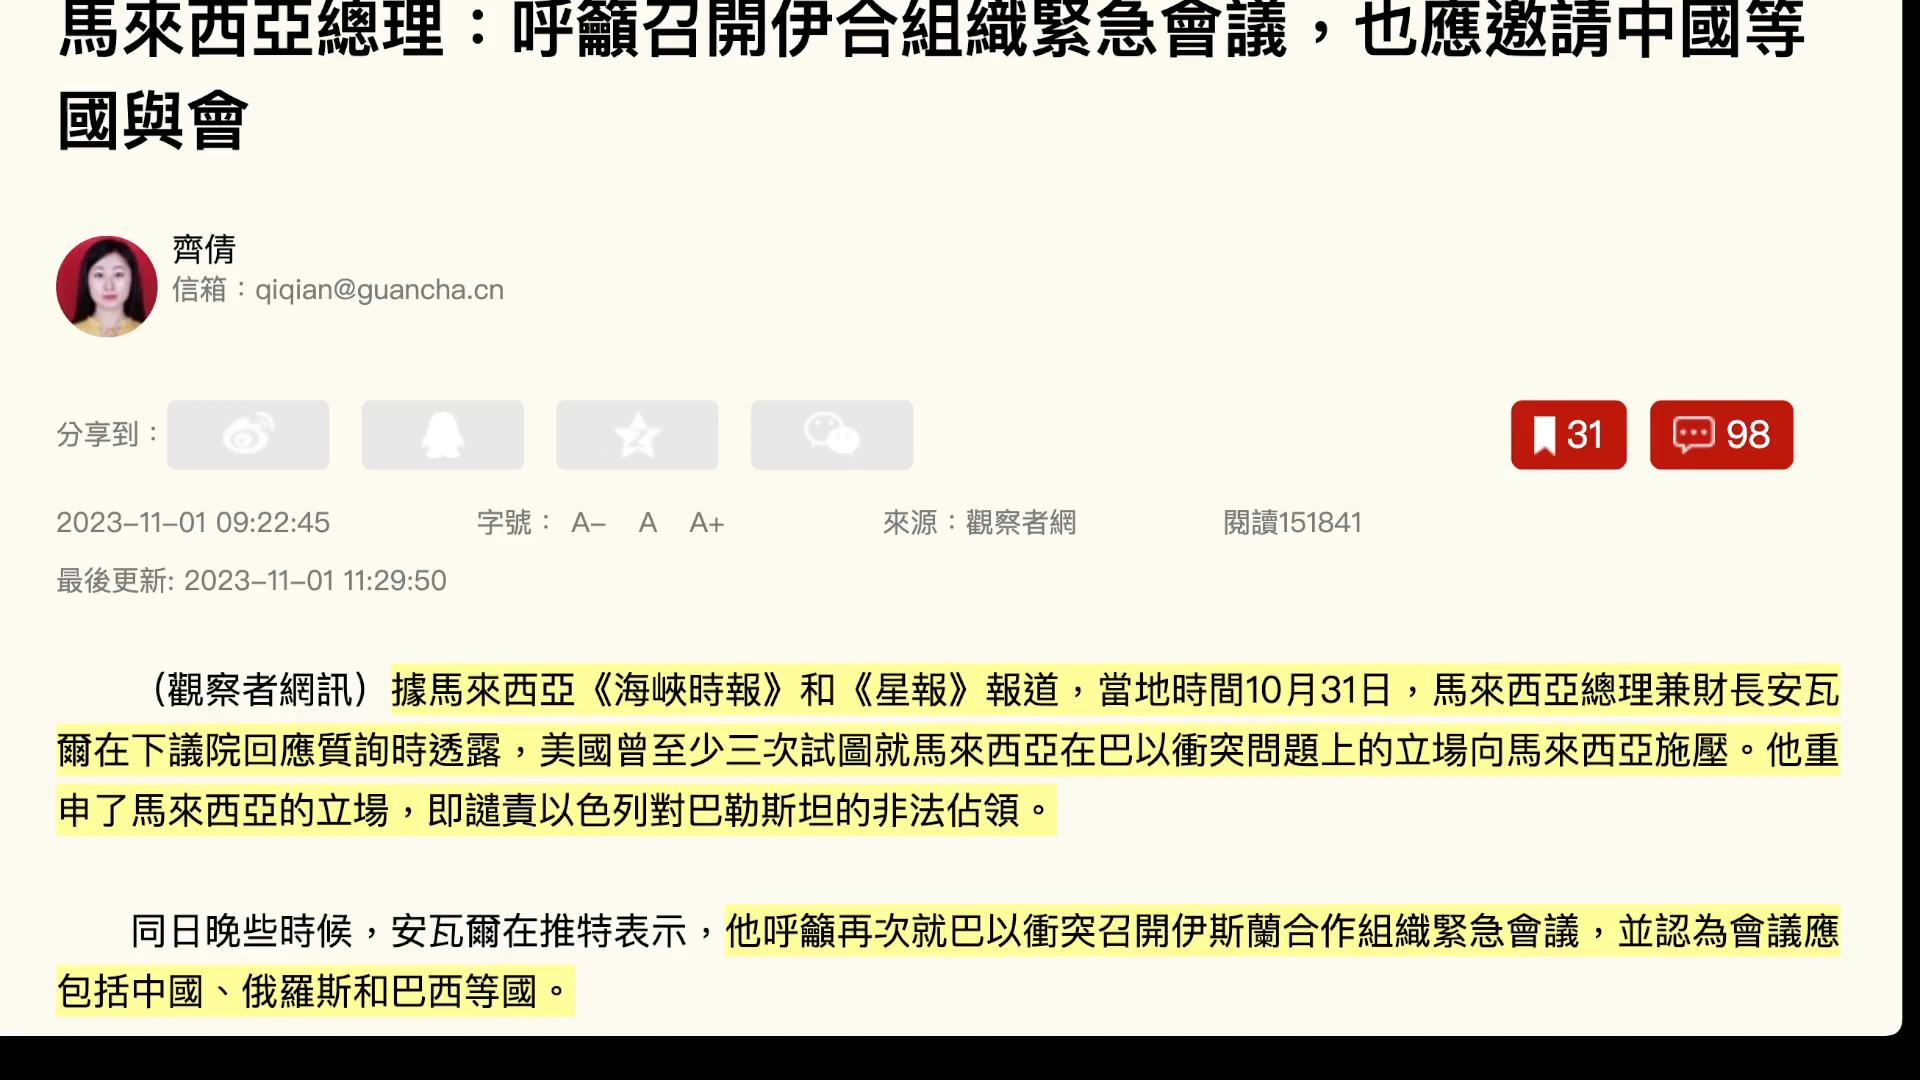 馬來西亞總理：呼籲召開伊合組織緊急會議，也應邀請中國等
國與會
齊倩
信箱：qiqian@guancha.cn
分享到：
31
98
2023-11-01 09:22:45 字號： A- A A+ 來源：觀察者網 閱讀151841
最後更新: 2023-11-01 11:29:50
（觀察者網訊）據馬來西亞《海峽時報》和《星報》報道，當地時間10月31日，馬來西亞總理兼財長安瓦
爾在下議院回應質詢時透露，美國曾至少三次試圖就馬來西亞在巴以衝突問題上的立場向馬來西亞施壓。他重
申了馬來西亞的立場，即譴責以色列對巴勒斯坦的非法佔領。
同日晚些時候，安瓦爾在推特表示，他呼籲再次就巴以衝突召開伊斯蘭合作組織緊急會議，並認為會議應
包括中國、俄羅斯和巴西等國。